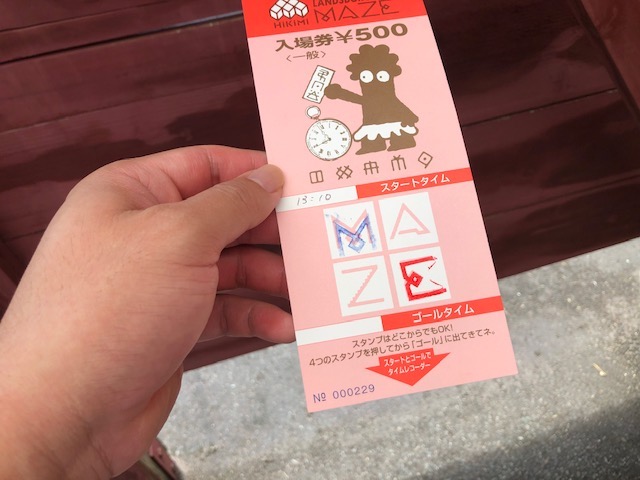 HIKIMI
MAZE
入場券¥500
〈一般〉
13:10
スタートタイム
M A
Z E
ゴールタイム
スタンプはどこからでもOK!
4つのスタンプを押してから「ゴール」に出てきてネ。
スタートとゴールで
タイムレコーダー
№ 000229